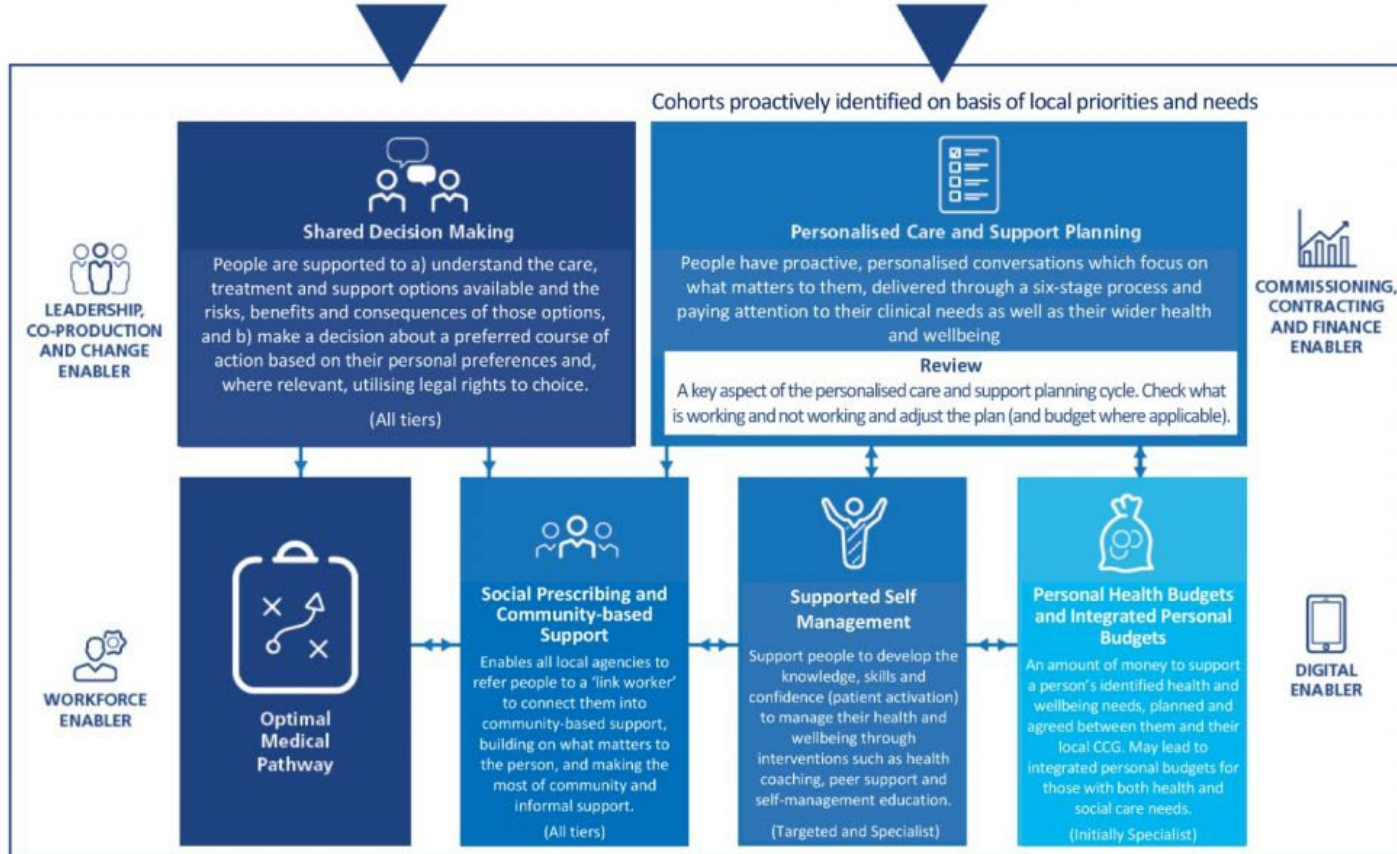 Cohorts proactively identified on basis of local priorities and needs
Shared Decision Making
People are supported to a) understand the care,
treatment and support options available and the
risks, benefits and consequences of those options,
and b) make a decision about a preferred course of
action based on their personal preferences and,
where relevant, utilising legal rights to choice.
(All tiers)
Personalised Care and Support Planning
People have proactive, personalised conversations which focus on
what matters to them, delivered through a six-stage process and
paying attention to their clinical needs as well as their wider health
and wellbeing
Review
A key aspect of the personalised care and support planning cycle. Check what
is working and not working and adjust the plan (and budget where applicable).
LEADERSHIP,
CO-PRODUCTION
AND CHANGE
ENABLER
COMMISSIONING,
CONTRACTING
AND FINANCE
ENABLER
WORKFORCE
ENABLER
Optimal
Medical
Pathway
Social Prescribing and
Community-based
Support
Enables all local agencies to
refer people to a ‘link worker’
to connect them into
community-based support,
building on what matters to
the person, and making the
most of community and
informal support.
(All tiers)
Supported Self
Management
Support people to develop the
knowledge, skills and
confidence (patient activation)
to manage their health and
wellbeing through
interventions such as health
coaching, peer support and
self-management education.
(Targeted and Specialist)
Personal Health Budgets
and Integrated Personal
Budgets
An amount of money to support
a person’s identified health and
wellbeing needs, planned and
agreed between them and their
local CCG. May lead to
integrated personal budgets for
those with both health and
social care needs.
(Initially Specialist)
DIGITAL
ENABLER